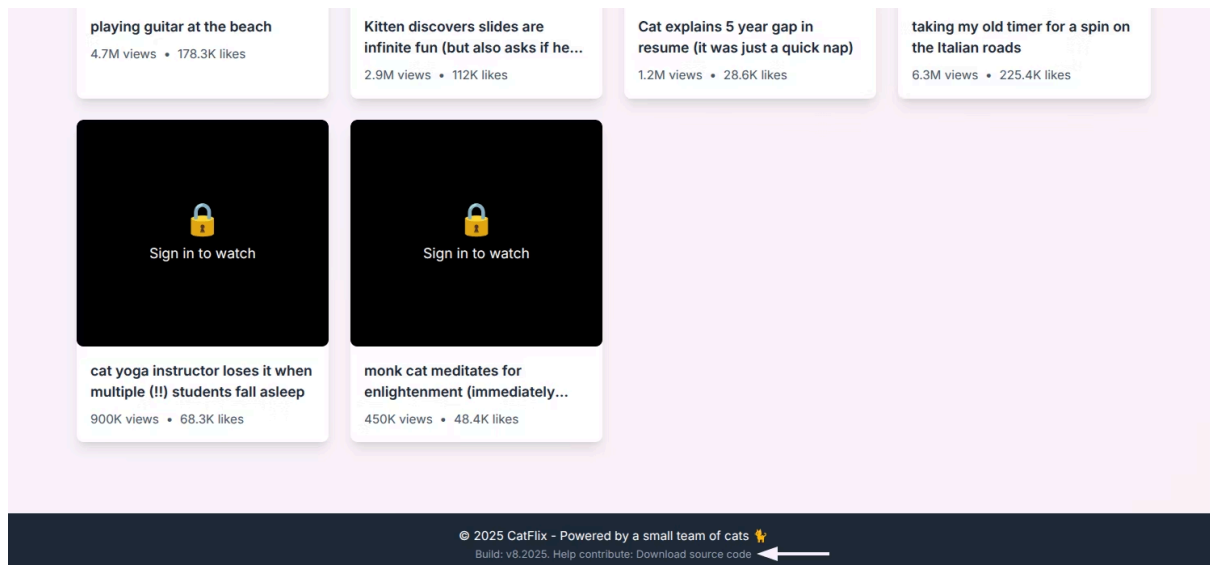 playing guitar at the beach
4.7M views • 178.3K likes
Kitten discovers slides are
infinite fun (but also asks if he...
2.9M views • 112K likes
Cat explains 5 year gap in
resume (it was just a quick nap)
1.2M views • 28.6K likes
taking my old timer for a spin on
the Italian roads
6.3M views • 225.4K likes
Sign in to watch
cat yoga instructor loses it when
multiple (!!) students fall asleep
900K views • 68.3K likes
Sign in to watch
monk cat meditates for
enlightenment (immediately...
450K views • 48.4K likes
© 2025 CatFlix - Powered by a small team of cats 🐈
Build: v8.2025. Help contribute: Download source code